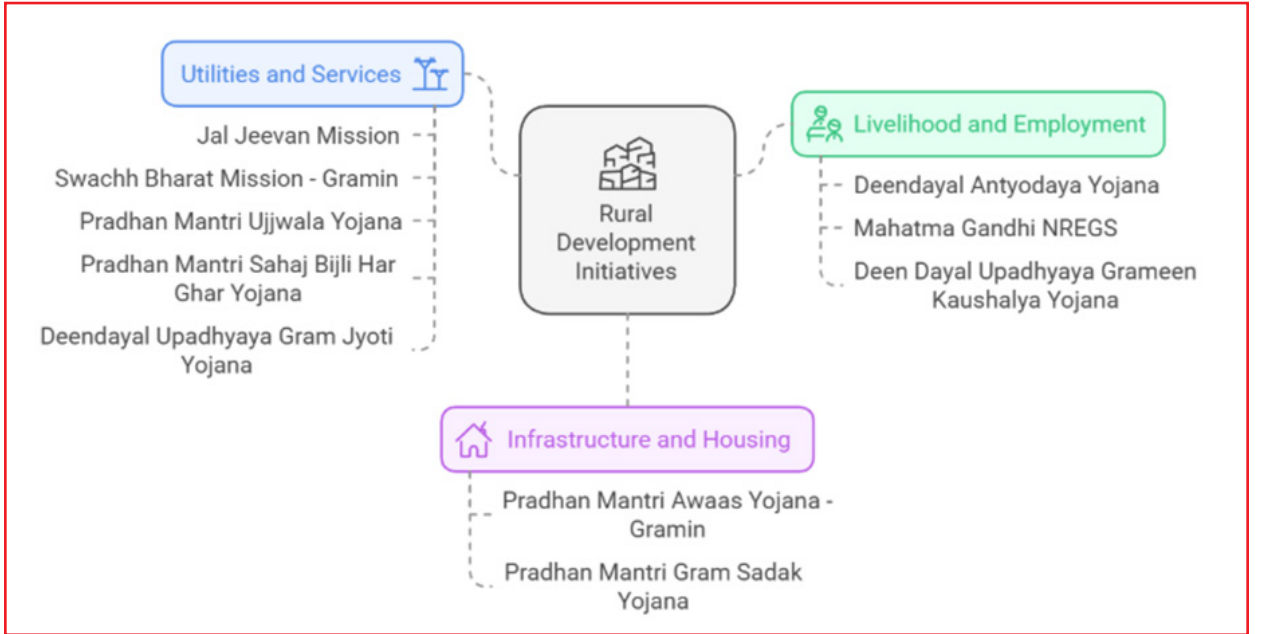 Utilities and Services
Jal Jeevan Mission
Swachh Bharat Mission - Gramin
Pradhan Mantri Ujjwala Yojana
Pradhan Mantri Sahaj Bijli Har
Ghar Yojana
Deendayal Upadhyaya Gram Jyoti
Yojana
Rural
Development
Initiatives
Livelihood and Employment
Deendayal Antyodaya Yojana
Mahatma Gandhi NREGS
Deen Dayal Upadhyaya Grameen
Kaushalya Yojana
Infrastructure and Housing
Pradhan Mantri Awaas Yojana -
Gramin
Pradhan Mantri Gram Sadak
Yojana